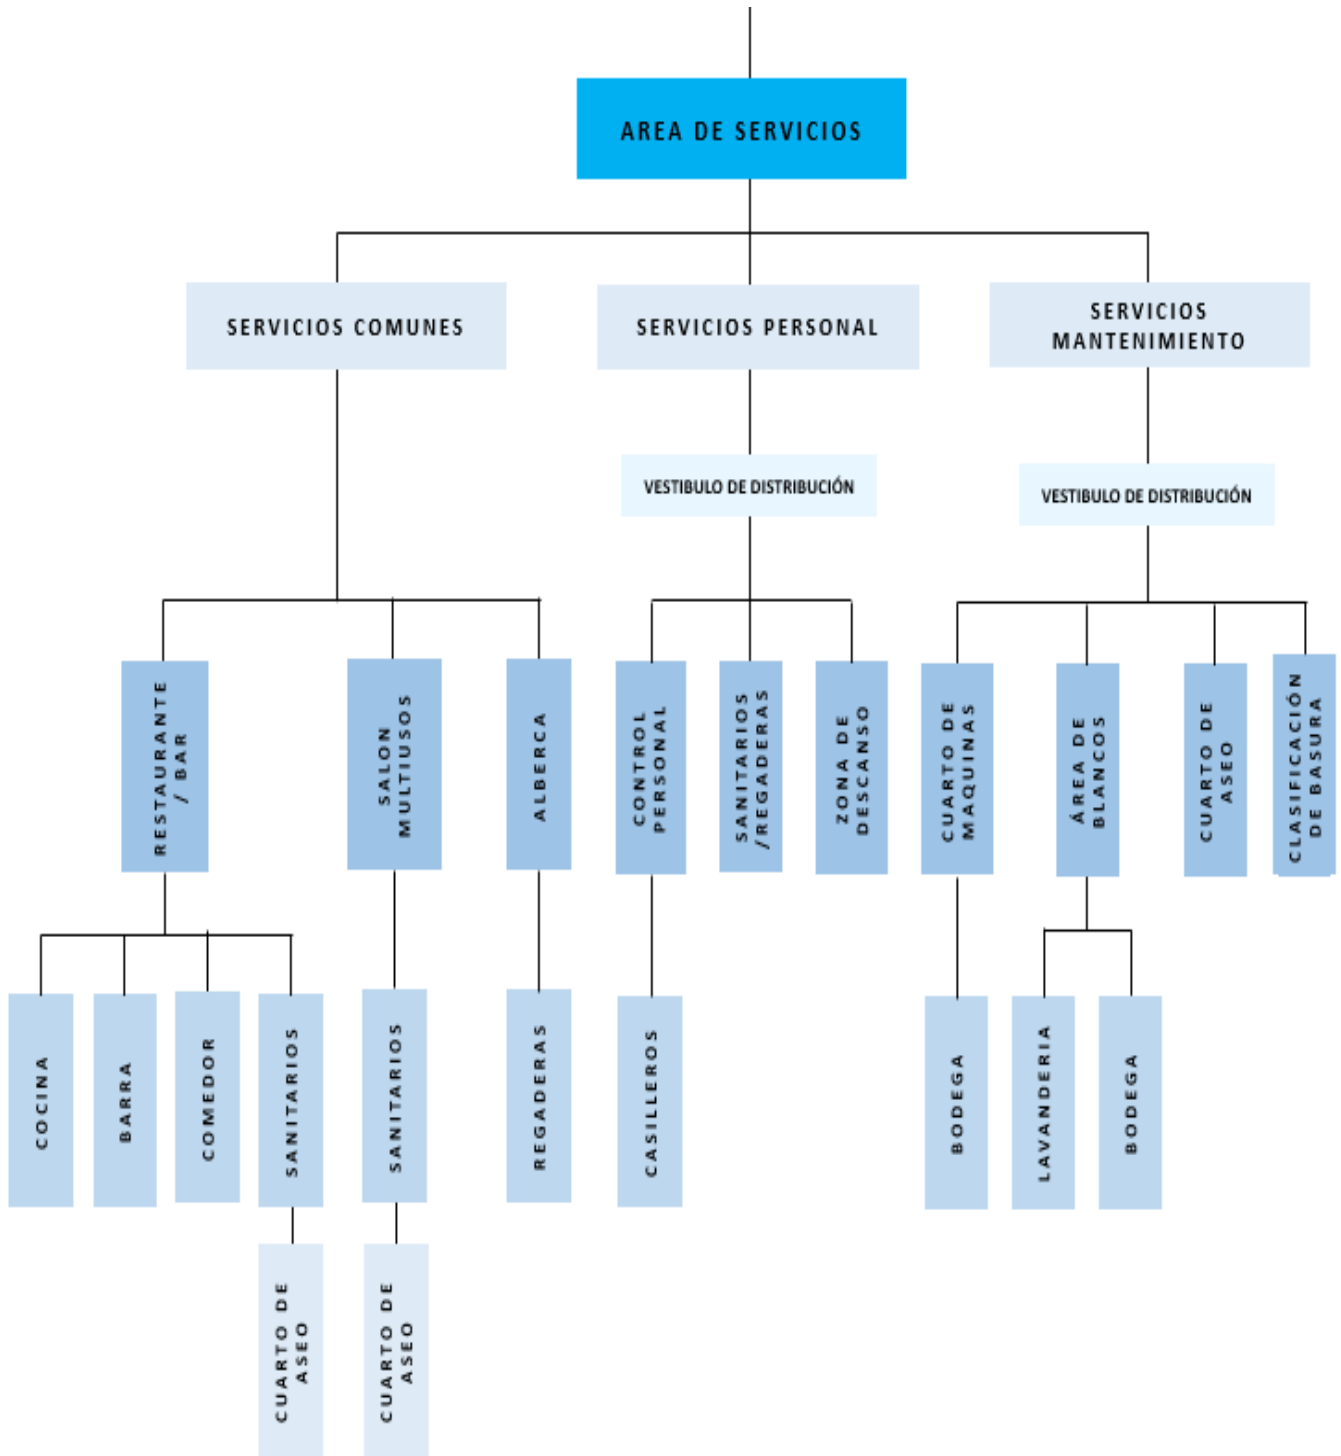 AREA DE SERVICIOS
SERVICIOS COMUNES
SERVICIOS PERSONAL
SERVICIOS
MANTENIMIENTO
VESTIBULO DE DISTRIBUCIÓN
VESTIBULO DE DISTRIBUCIÓN
RESTAURANTE
/ BAR
SALON
MULTIUSOS
ALBERCA
CONTROL
PERSONAL
SANITARIOS
/REGADERAS
ZONA DE
DESCANSO
CUARTO DE
MAQUINAS
ÁREA DE
BLANCOS
CUARTO DE
ASEO
CLASIFICACIÓN
DE BASURA
COCINA
BARRA
COMEDOR
SANITARIOS
SANITARIOS
REGADERAS
CASILLEROS
BODEGA
LAVANDERIA
BODEGA
CUARTO DE
ASEO
CUARTO DE
ASEO